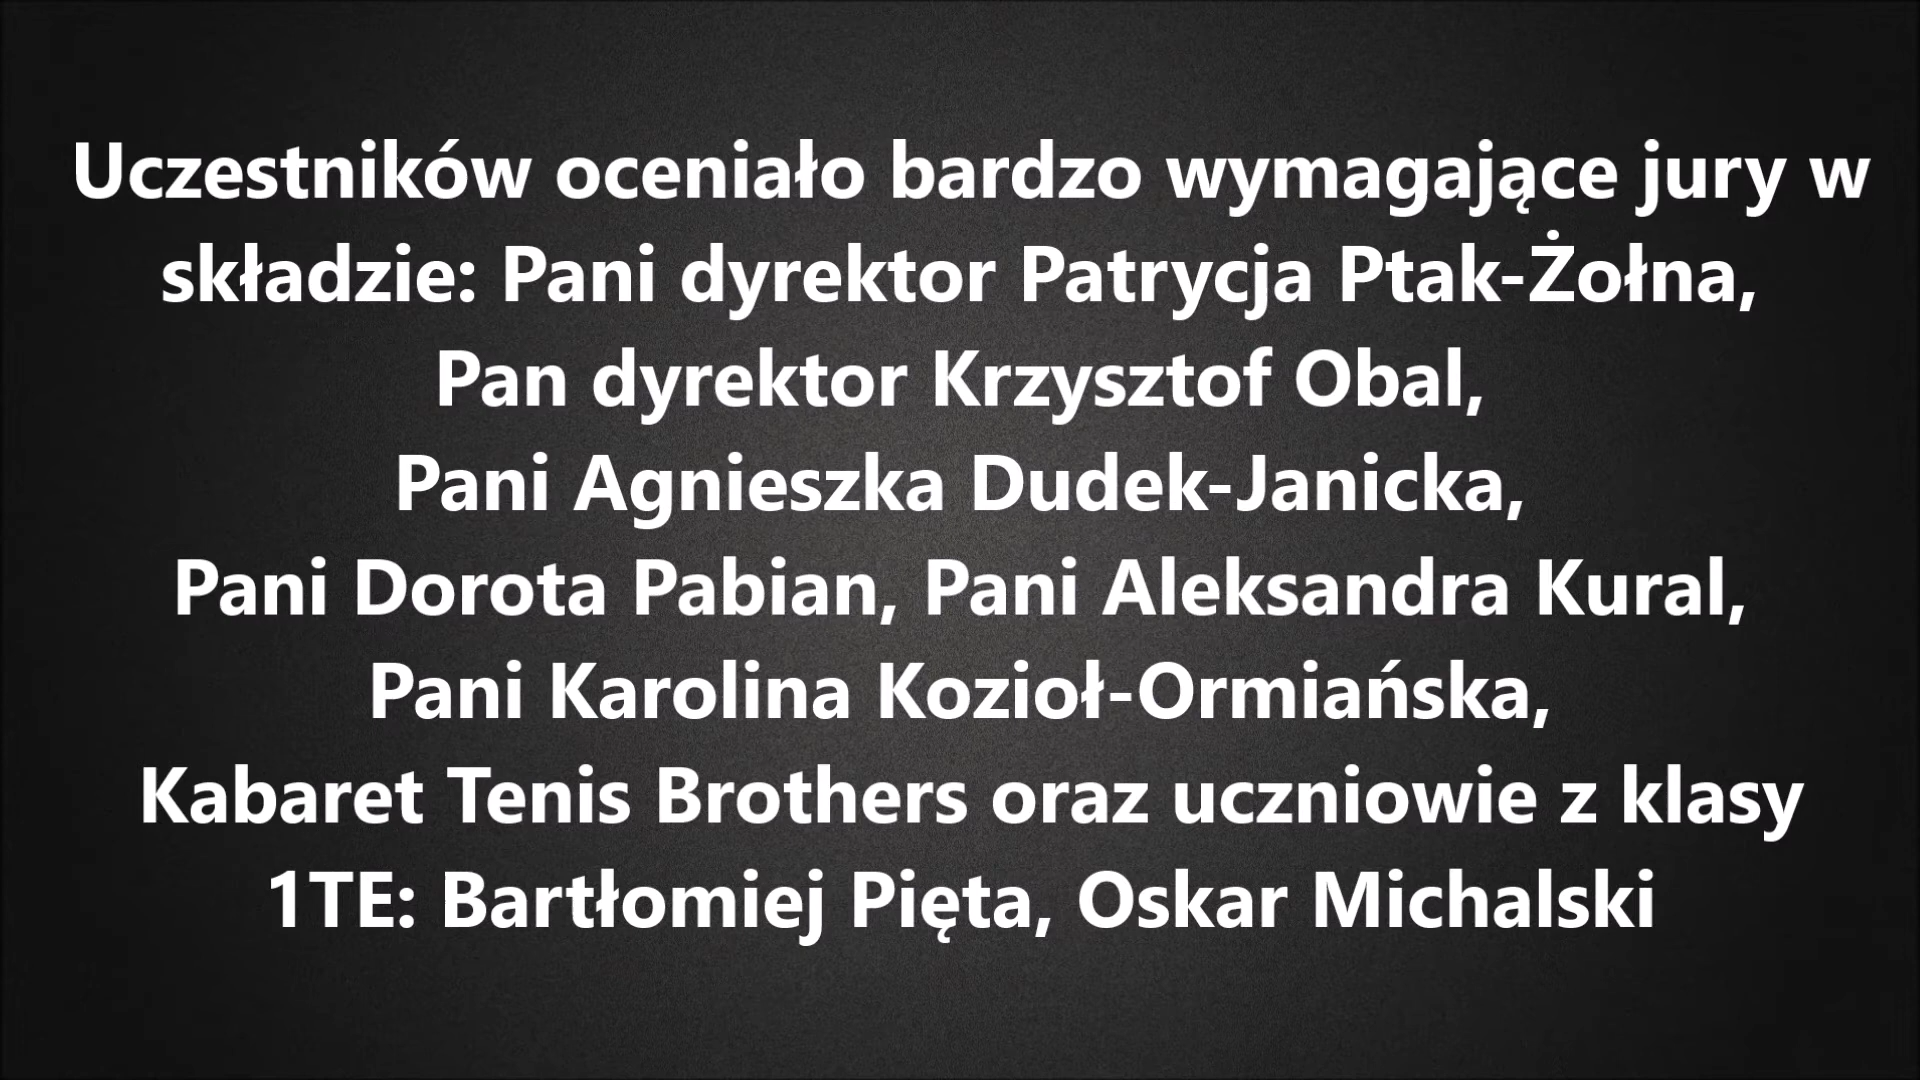 Uczestników oceniało bardzo wymagające jury w
składzie: Pani dyrektor Patrycja Ptak-Żołna,
Pan dyrektor Krzysztof Obal,
Pani Agnieszka Dudek-Janicka,
Pani Dorota Pabian, Pani Aleksandra Kural,
Pani Karolina Kozioł-Ormiańska,
Kabaret Tenis Brothers oraz uczniowie z klasy
1TE: Bartłomiej Pięta, Oskar Michalski